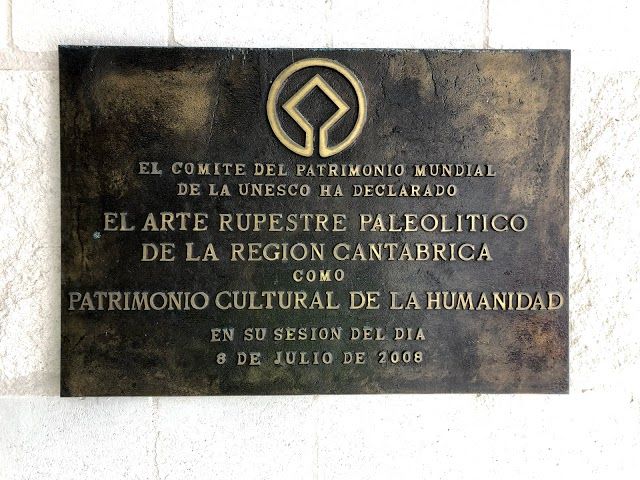 EL COMITE DEL PATRIMONIO MUNDIAL
DE LA UNESCO HA DECLARADO
EL ARTE RUPESTRE PALEOLITICO
DE LA REGION CANTABRICA
COMO
PATRIMONIO CULTURAL DE LA HUMANIDAD
EN SU SESION DEL DIA
8 DE JULIO DE 2008